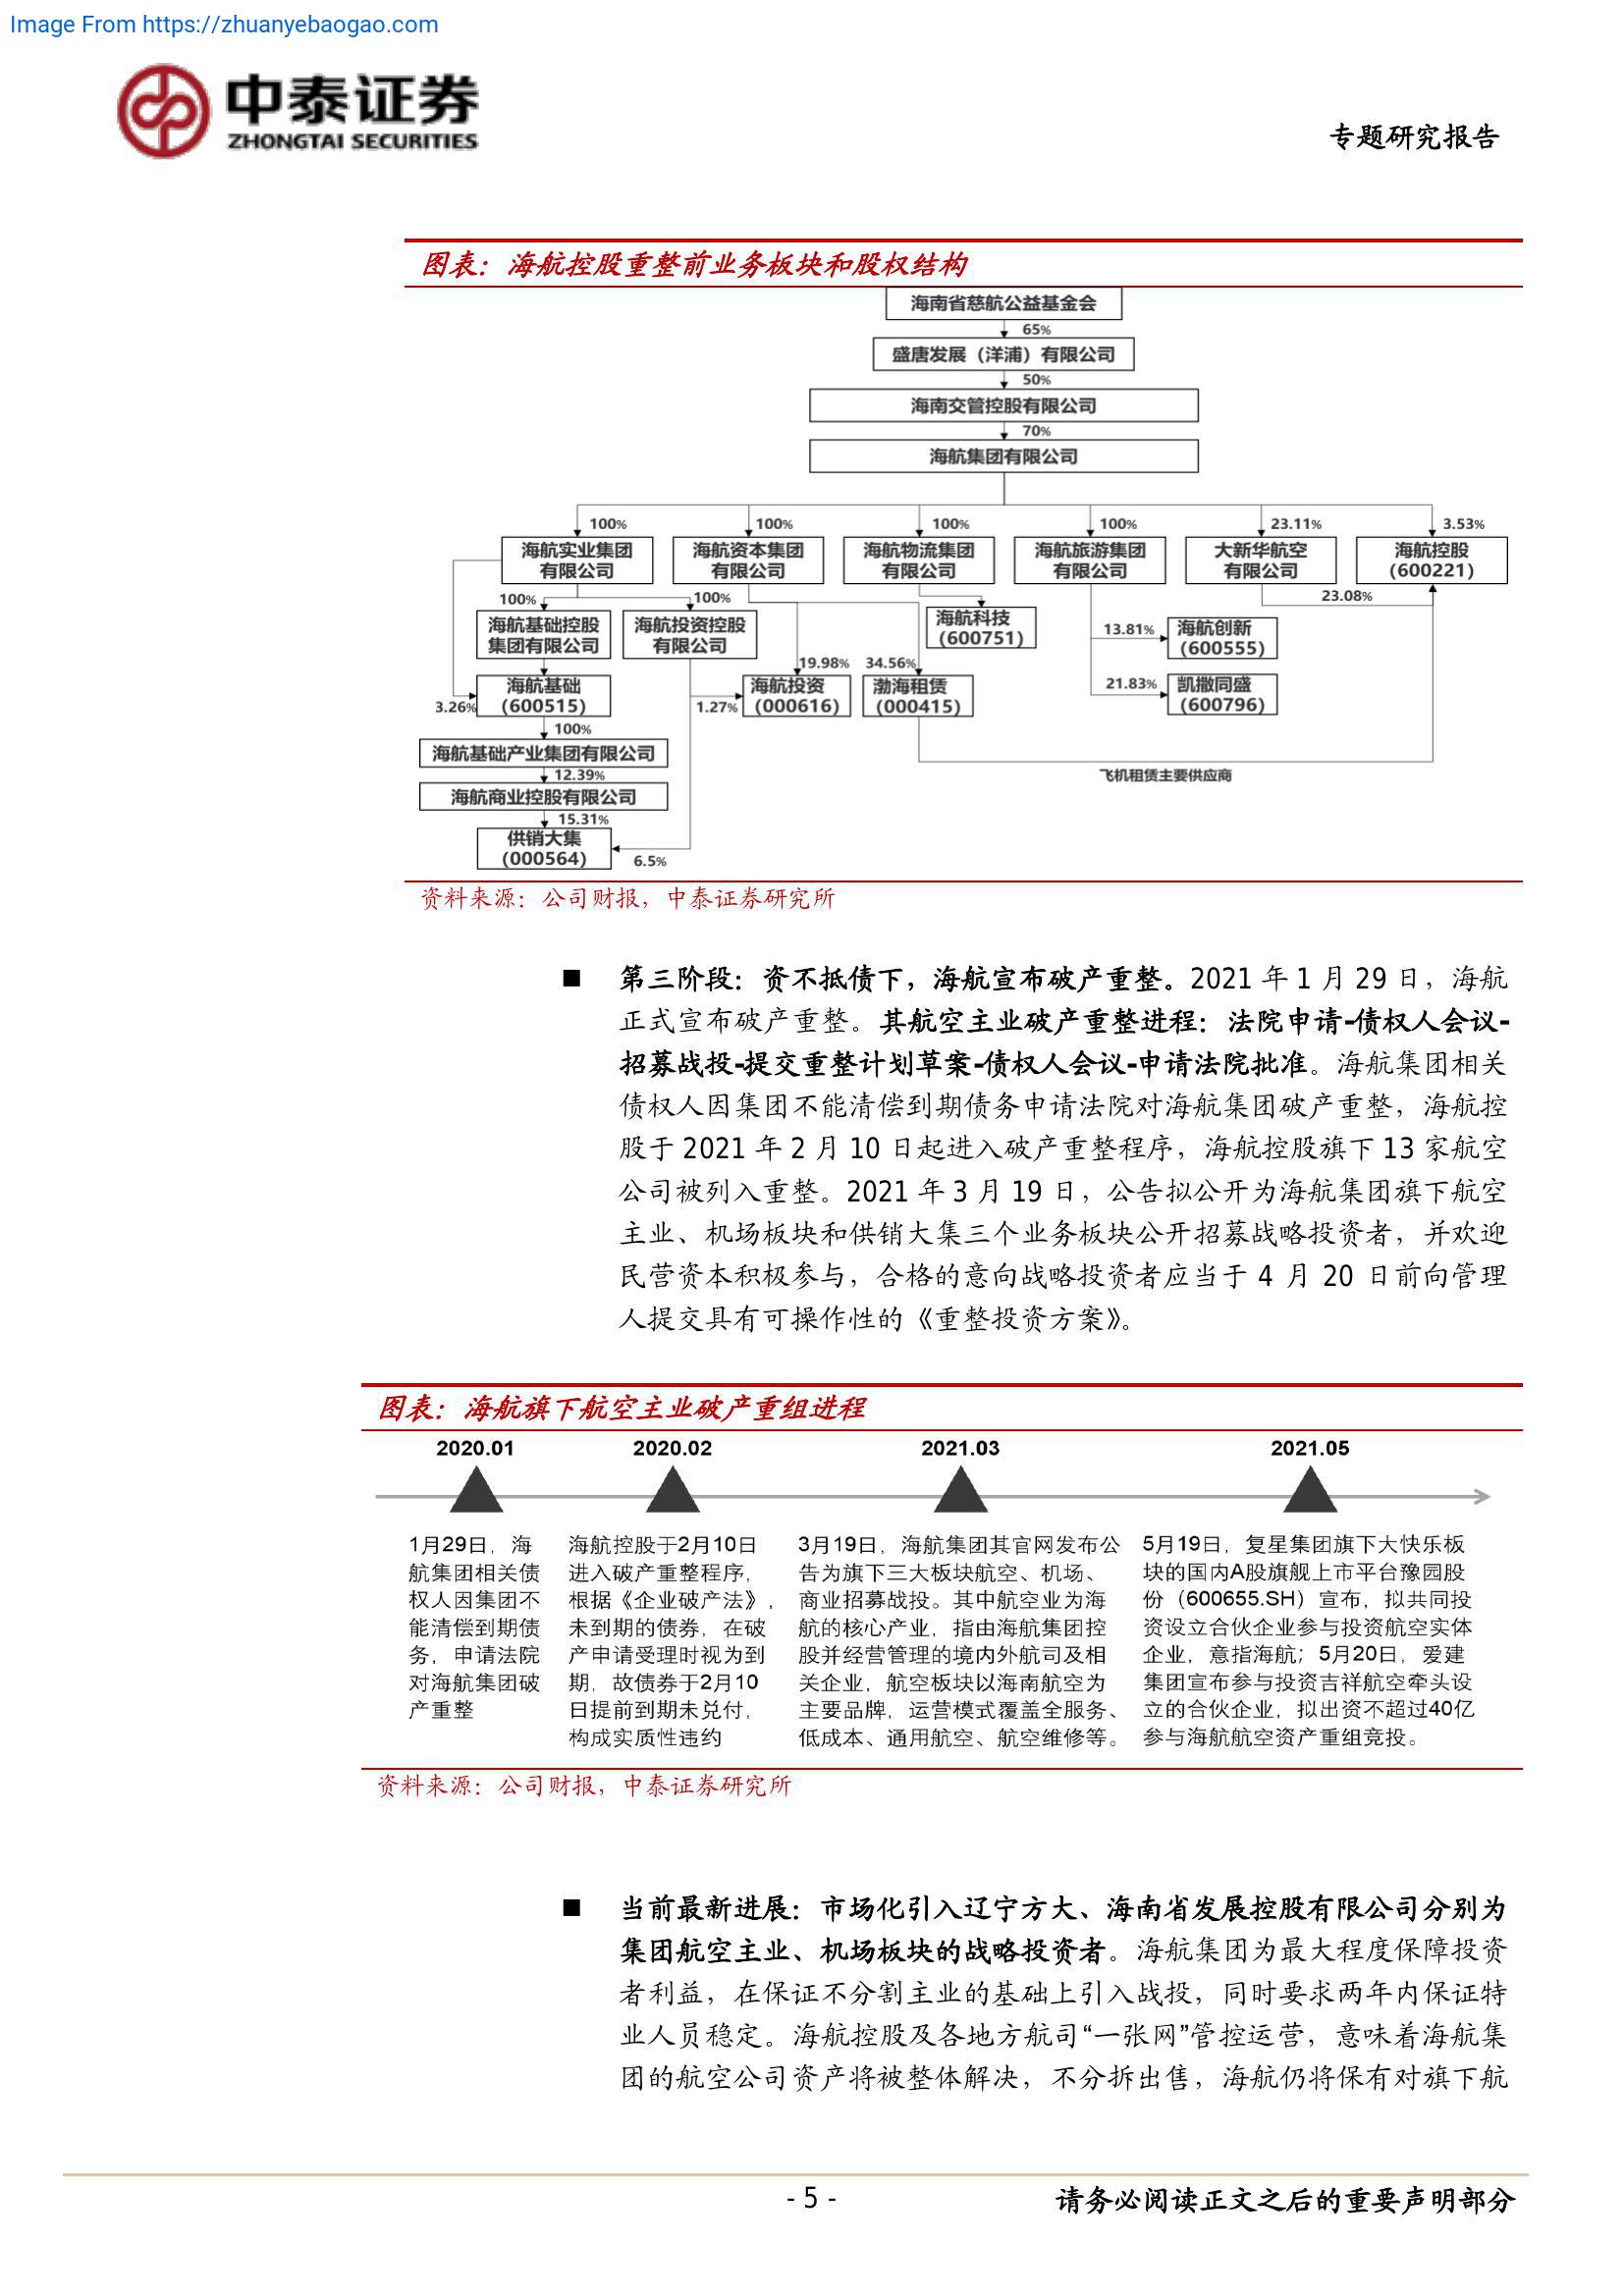 Image From https://zhuanyebaogao.com
中泰证券
ZHONGTAI SECURITIES
专题研究报告
图表：海航控股重整前业务板块和股权结构
海南省慈航公益基金会
65%
盛唐发展（洋浦）有限公司
50%
海南交管控股有限公司
70%
海航集团有限公司
100%
100%
100%
100%
23.11%
3.53%
海航实业集团
有限公司
海航资本集团
有限公司
海航物流集团
有限公司
海航旅游集团
有限公司
大新华航空
有限公司
海航控股
(600221)
23.08%
100%
100%
海航基础控股
集团有限公司
海航投资控股
有限公司
海航科技
(600751)
13.81%
海航创新
(600555)
19.98%
34.56%
3.26%
海航基础
(600515)
1.27%
海航投资
(000616)
渤海租赁
(000415)
21.83%
凯撒同盛
(600796)
100%
海航基础产业集团有限公司
12.39%
海航商业控股有限公司
15.31%
供销大集
(000564)
6.5%
飞机租赁主要供应商
资料来源：公司财报，中泰证券研究所
■ 第三阶段：资不抵债下，海航宣布破产重整。2021 年 1 月 29 日，海航
正式宣布破产重整。其航空主业破产重整进程：法院申请-债权人会议-
招募战投-提交重整计划草案-债权人会议-申请法院批准。海航集团相关
债权人因集团不能清偿到期债务申请法院对海航集团破产重整，海航控
股于 2021 年 2 月 10 日起进入破产重整程序，海航控股旗下 13 家航空
公司被列入重整。2021 年 3 月 19 日，公告拟公开为海航集团旗下航空
主业、机场板块和供销大集三个业务板块公开招募战略投资者，并欢迎
民营资本积极参与，合格的意向战略投资者应当于 4 月 20 日前向管理
人提交具有可操作性的《重整投资方案》。
图表：海航旗下航空主业破产重组进程
2020.01
2020.02
2021.03
2021.05
1月29日，海
航集团相关债
权人因集团不
能清偿到期债
务，申请法院
对海航集团破
产重整
海航控股于2月10日
进入破产重整程序，
根据《企业破产法》，
未到期的债券，在破
产申请受理时视为到
期，故债券于2月10
日提前到期未兑付，
构成实质性违约
3月19日，海航集团其官网发布公
告为旗下三大板块航空、机场、
商业招募战投。其中航空业为海
航的核心产业，指由海航集团控
股并经营管理的境内外航司及相
关企业，航空板块以海南航空为
主要品牌，运营模式覆盖全服务、
低成本、通用航空、航空维修等。
5月19日，复星集团旗下大快乐板
块的国内A股旗舰上市平台豫园股
份（600655.SH）宣布，拟共同投
资设立合伙企业参与投资航空实体
企业，意指海航；5月20日，爱建
集团宣布参与投资吉祥航空牵头设
立的合伙企业，拟出资不超过40亿
参与海航航空资产重组竞投。
资料来源：公司财报，中泰证券研究所
■ 当前最新进展：市场化引入辽宁方大、海南省发展控股有限公司分别为
集团航空主业、机场板块的战略投资者。海航集团为最大程度保障投资
者利益，在保证不分割主业的基础上引入战投，同时要求两年内保证特
业人员稳定。海航控股及各地方航司“一张网”管控运营，意味着海航集
团的航空公司资产将被整体解决，不分拆出售，海航仍将保有对旗下航
- 5 -
请务必阅读正文之后的重要声明部分